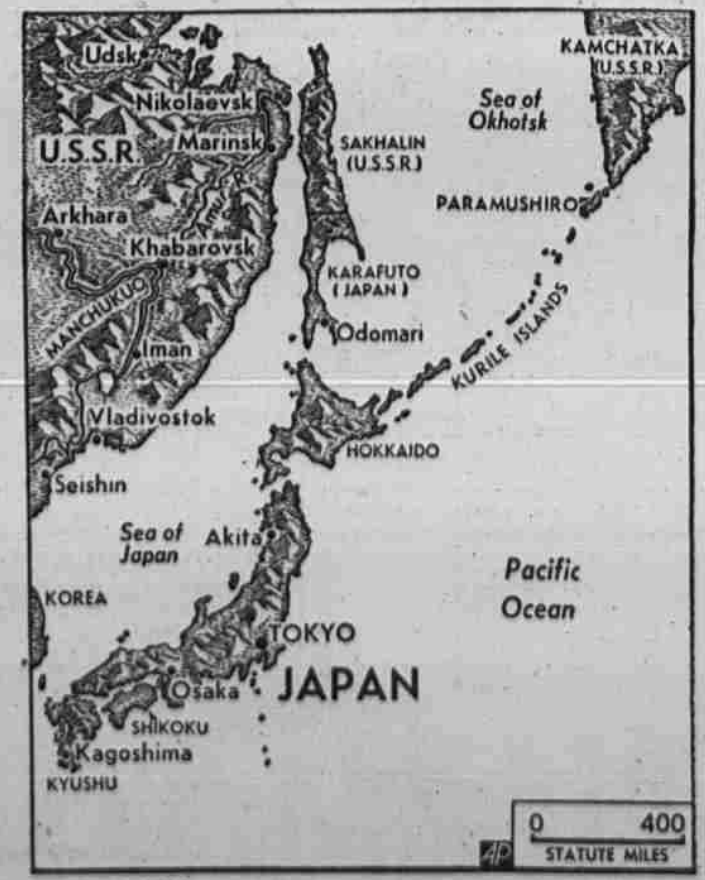 Udsk
KAMCHATKA
(U.S.S.R.)
Nikolaevsk
Sea of
Okhotsk
U.S.S.R.
Marinsk
SAKHALIN
(U.S.S.R.)
Amur R.
PARAMUSHIRO
Arkhara
Khabarovsk
KARAFUTO
(JAPAN)
MANCHUKUO
Odomari
KURILE ISLANDS
Iman
Vladivostok
HOKKAIDO
Seishin
Sea of
Japan
Akita
Pacific
Ocean
KOREA
TOKYO
JAPAN
Osaka
SHIKOKU
Kagoshima
KYUSHU
0 400
STATUTE MILES
AP